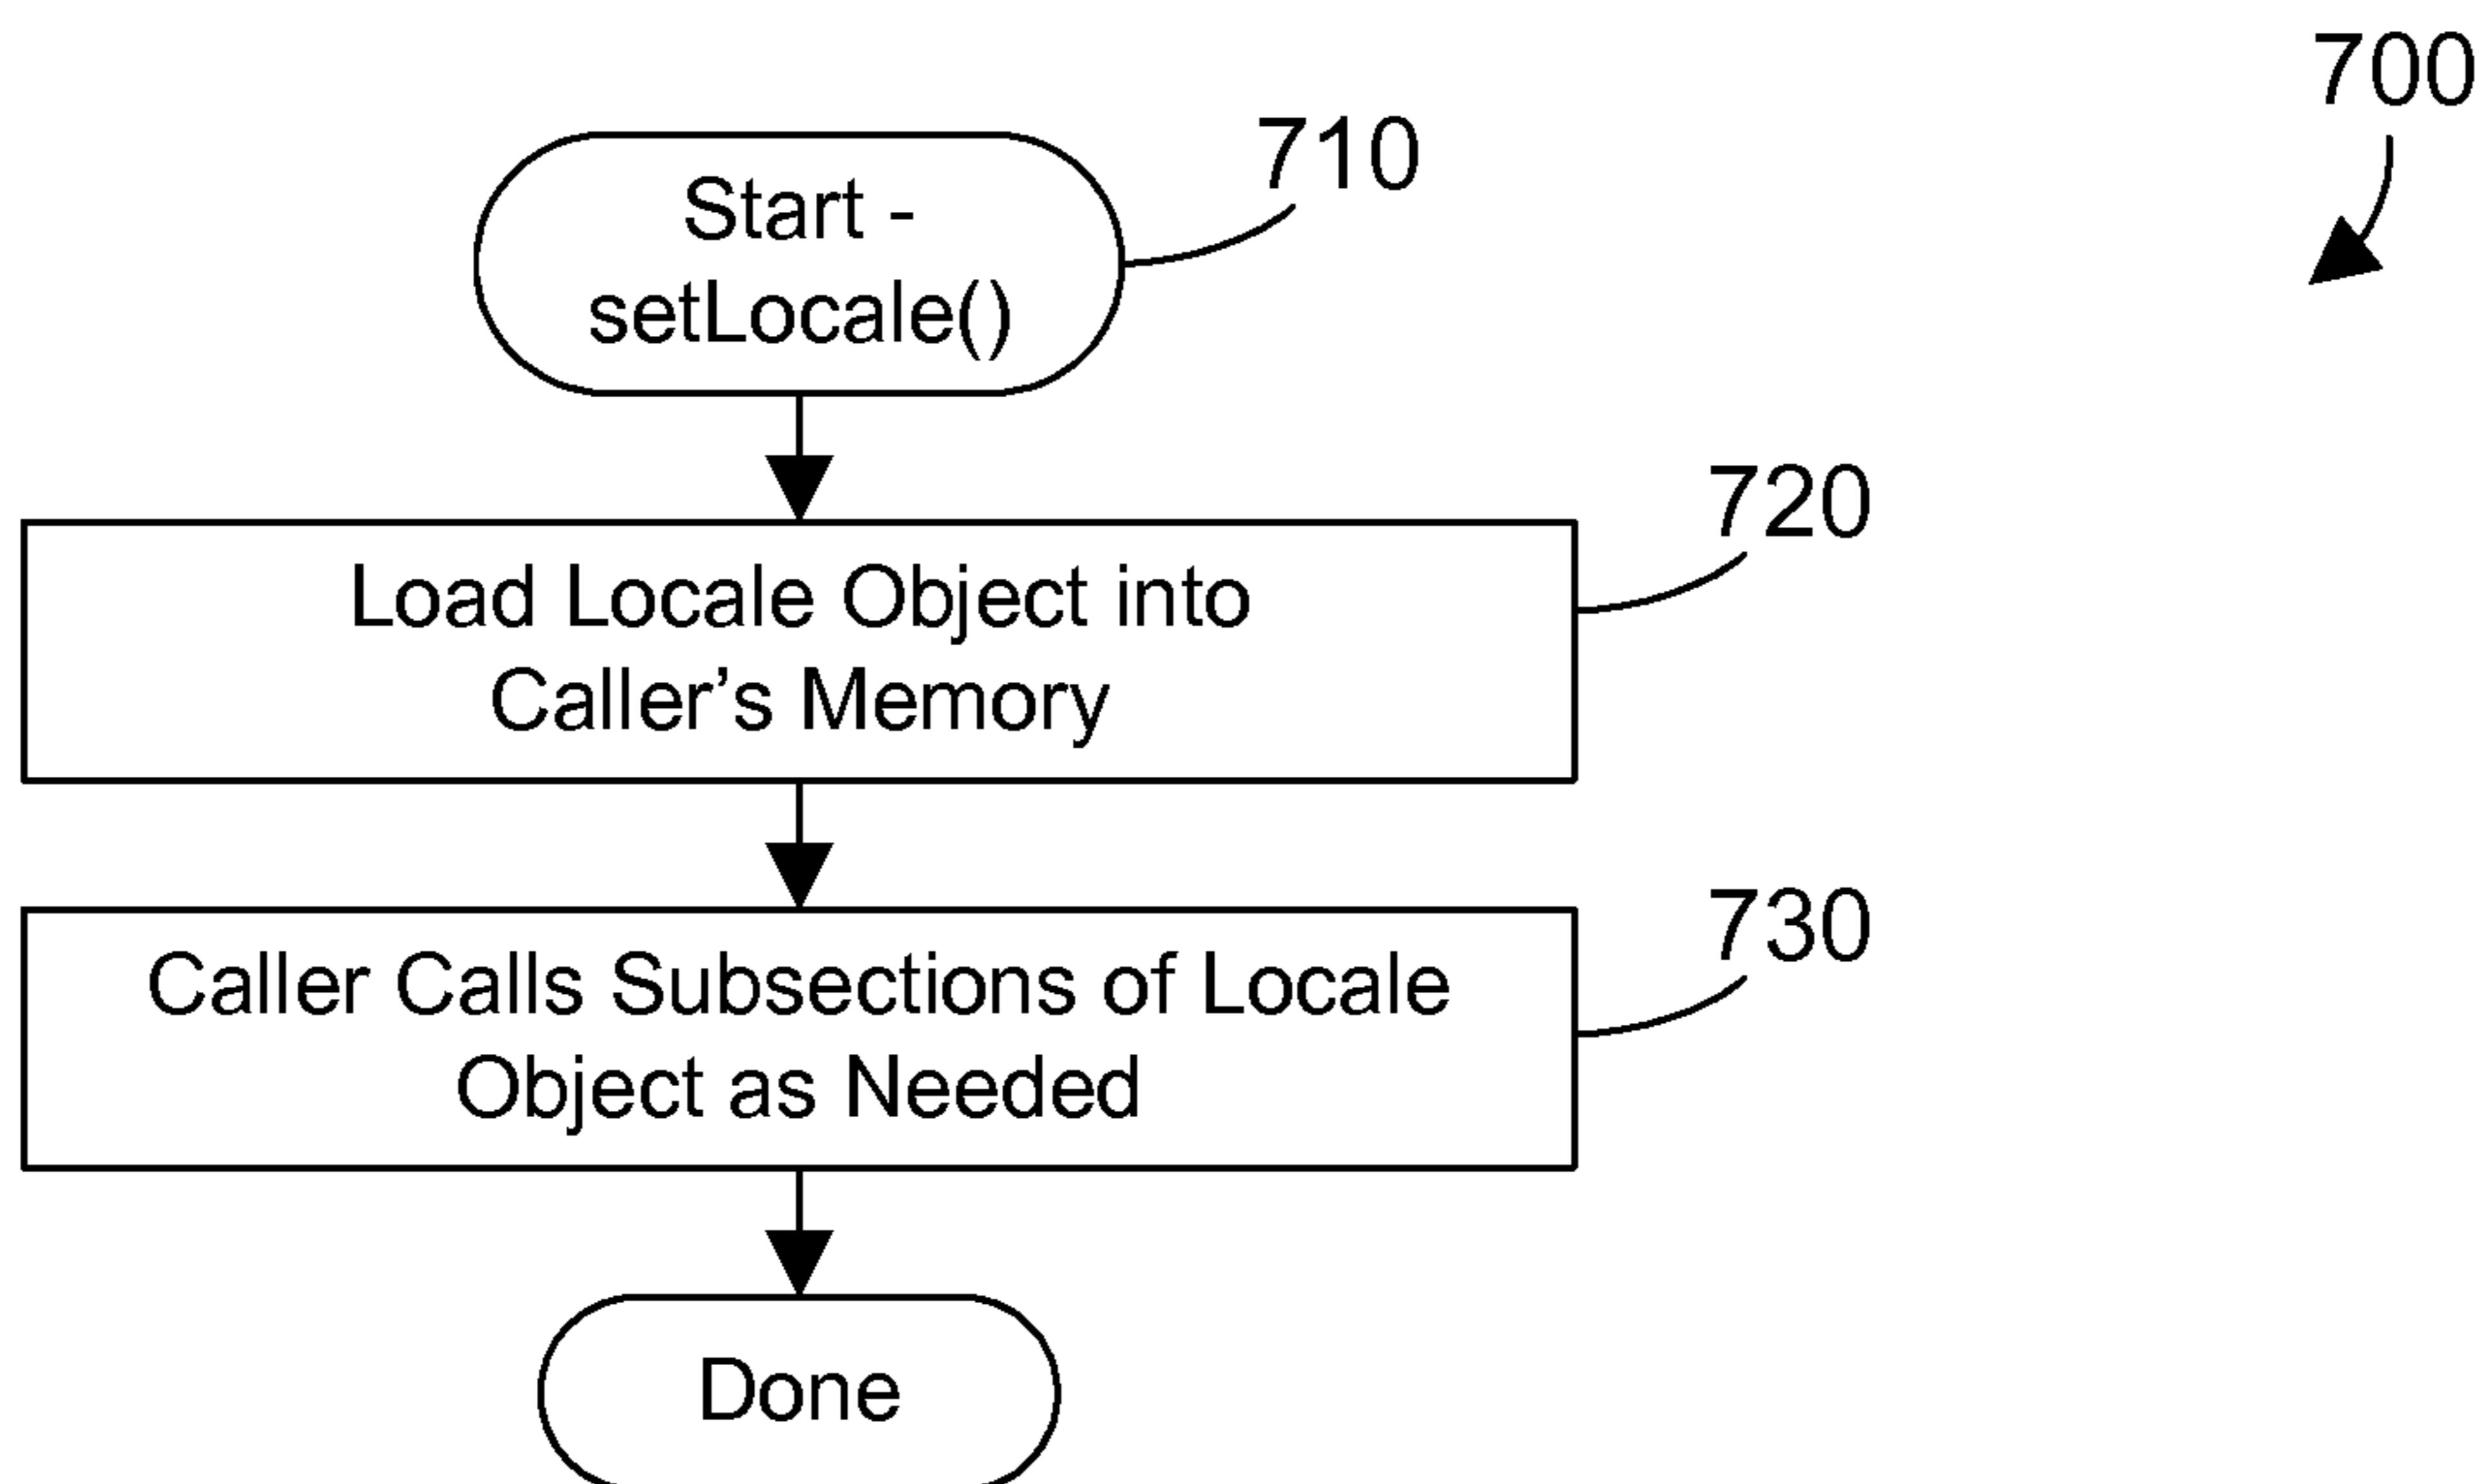 700
710
Start -
setLocale()
720
Load Locale Object into
Caller’s Memory
730
Caller Calls Subsections of Locale
Object as Needed
Done